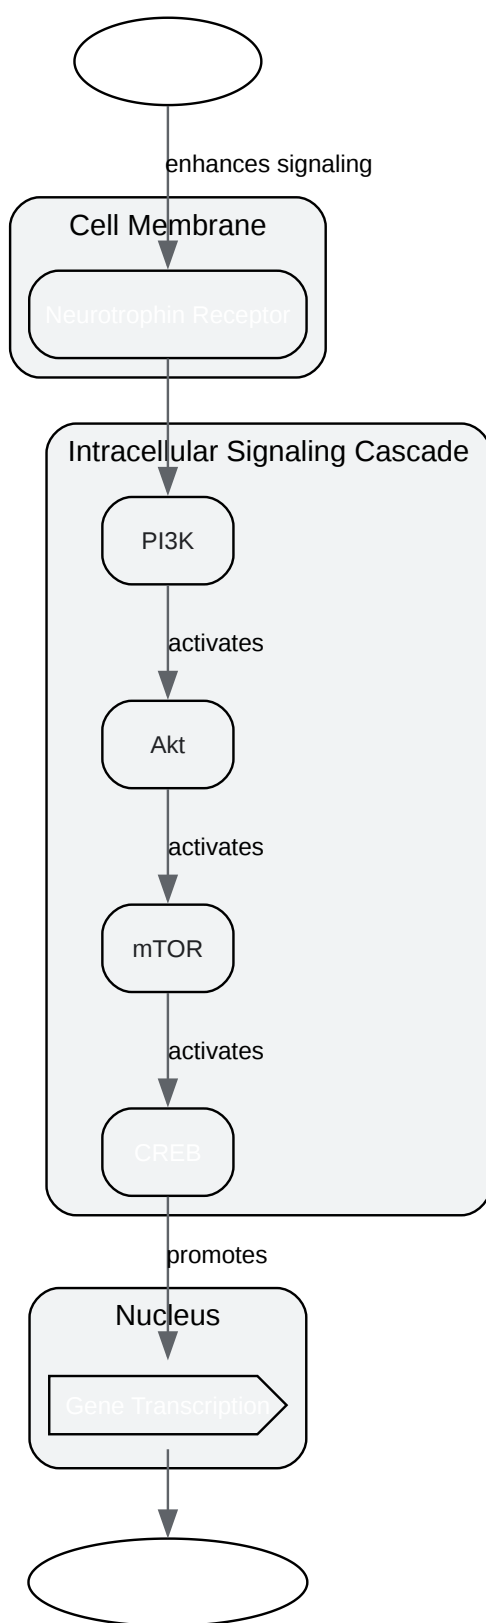 enhances signaling
Cell Membrane
Neurotrophin Receptor
Intracellular Signaling Cascade
PI3K
activates
Akt
activates
mTOR
activates
CREB
promotes
Nucleus
Gene Transcription